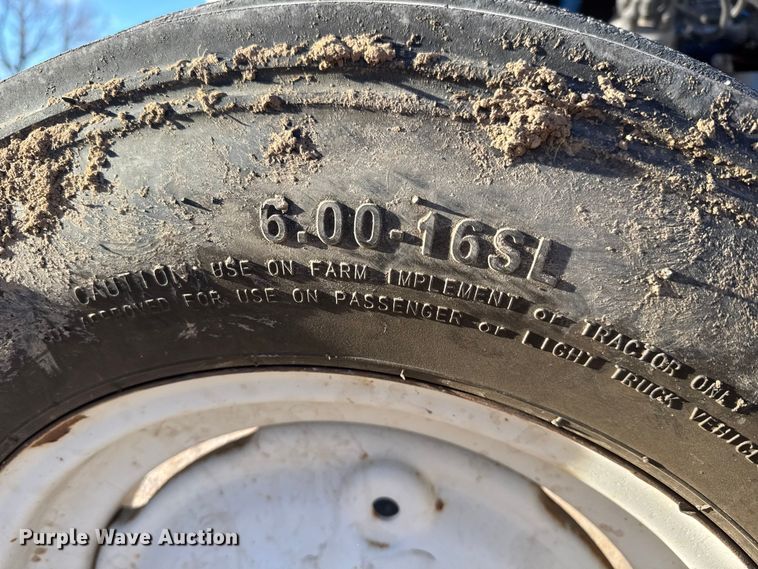 6.00-16SL
CAUTION: USE ON FARM IMPLEMENT or TRACTOR ONLY
APPROVED FOR USE ON PASSENGER or LIGHT TRUCK VEHIC
Purple Wave Auction